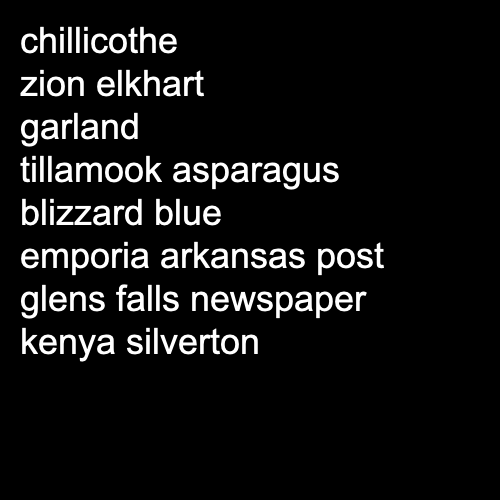 chillicothe
zion elkhart
garland
tillamook asparagus
blizzard blue
emporia arkansas post
glens falls newspaper
kenya silverton